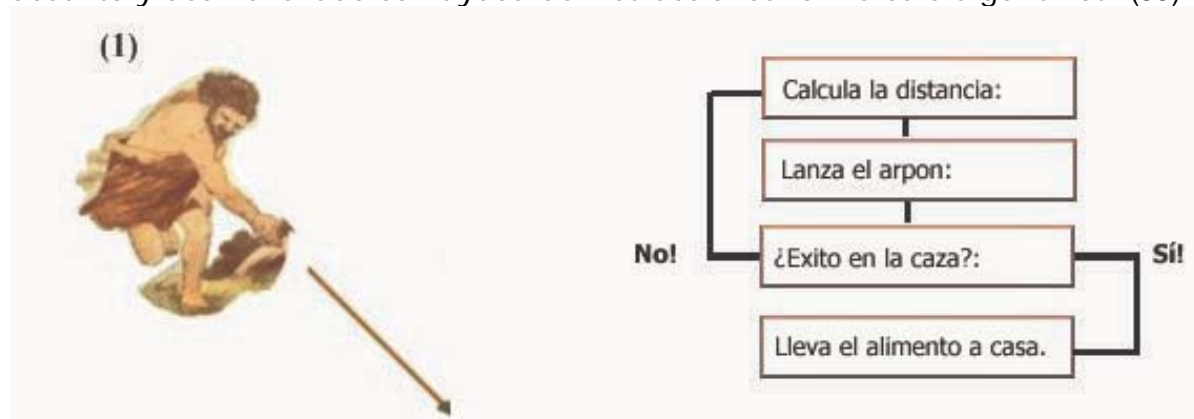 (1)
Calcula la distancia:
Lanza el arpon:
No!
¿Exito en la caza?:
Sí!
Lleva el alimento a casa.